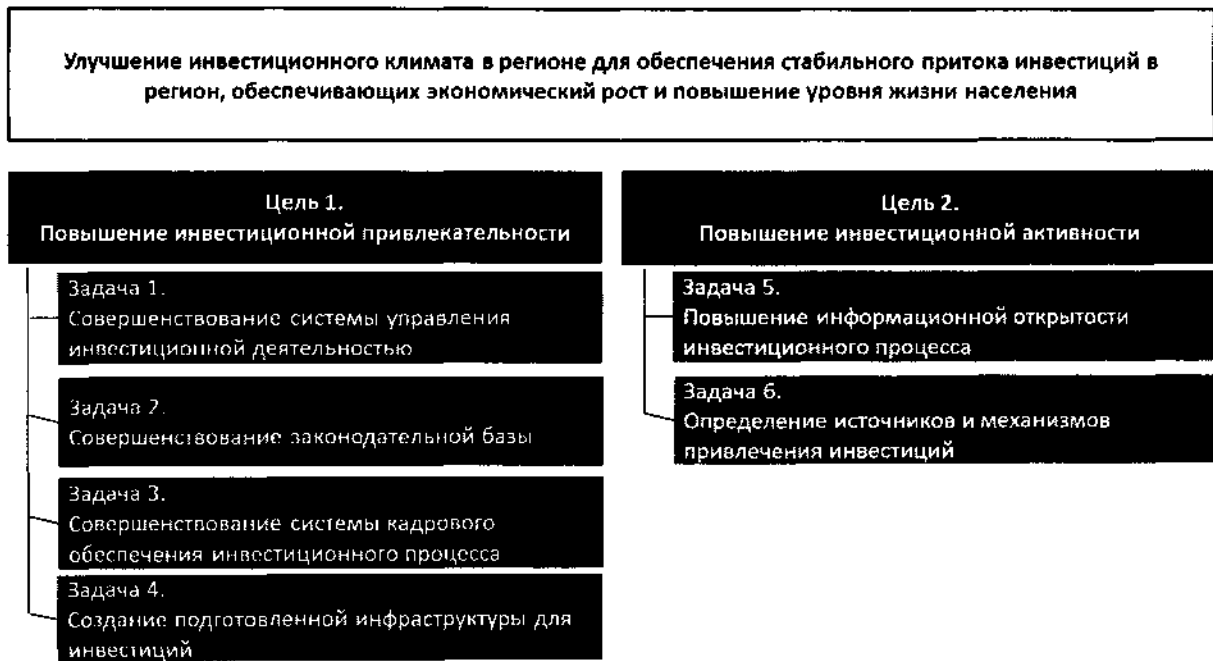 Улучшение инвестиционного климата в регионе для обеспечения стабильного притока инвестиций в
регион, обеспечивающих экономический рост и повышение уровня жизни населения
Цель 1.
Повышение инвестиционной привлекательности
Задача 1.
Совершенствование системы управления
инвестиционной деятельностью
Задача 2.
Совершенствование законодательной базы
Задача 3.
Совершенствование системы кадрового
обеспечения инвестиционного процесса
Задача 4.
Создание подготовленной инфраструктуры для
инвестиций
Цель 2.
Повышение инвестиционной активности
Задача 5.
Повышение информационной открытости
инвестиционного процесса
Задача 6.
Определение источников и механизмов
привлечения инвестиций